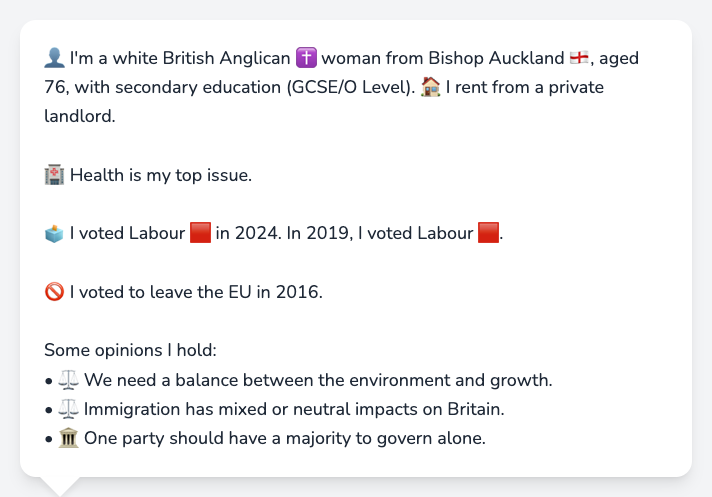 👤 I'm a white British Anglican ✝️ woman from Bishop Auckland 🏴󠁧󠁢󠁥󠁮󠁧󠁿, aged
76, with secondary education (GCSE/O Level). 🏠 I rent from a private
landlord.
🏥 Health is my top issue.
🗳️ I voted Labour 🟥 in 2024. In 2019, I voted Labour 🟥.
🚫 I voted to leave the EU in 2016.
Some opinions I hold:
• ⚖️ We need a balance between the environment and growth.
• ⚖️ Immigration has mixed or neutral impacts on Britain.
• 🏛️ One party should have a majority to govern alone.